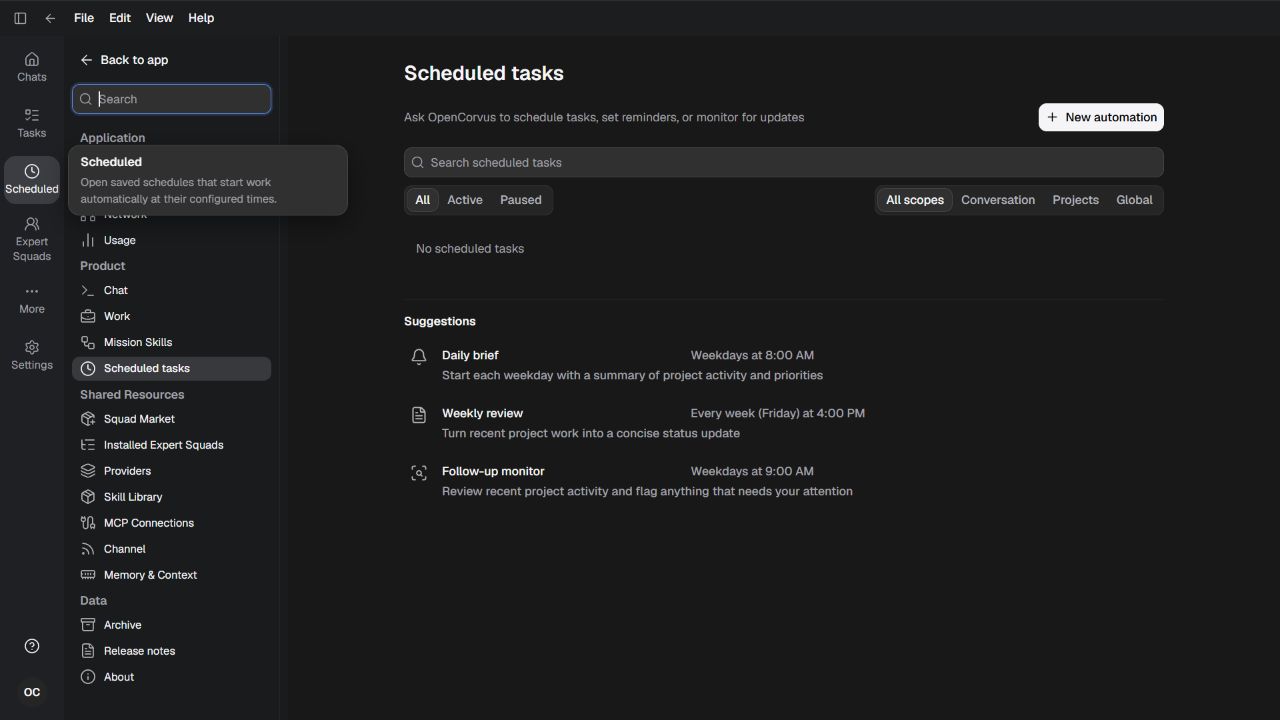 File Edit View Help
Chats
Tasks
Scheduled
Expert
Squads
More
Settings
OC
Back to app
Search
Application
Scheduled
Open saved schedules that start work
automatically at their configured times.
Network
Usage
Product
Chat
Work
Mission Skills
Scheduled tasks
Shared Resources
Squad Market
Installed Expert Squads
Providers
Skill Library
MCP Connections
Channel
Memory & Context
Data
Archive
Release notes
About
Scheduled tasks
Ask OpenCorvus to schedule tasks, set reminders, or monitor for updates
New automation
Search scheduled tasks
All Active Paused
All scopes Conversation Projects Global
No scheduled tasks
Suggestions
Daily brief Weekdays at 8:00 AM
Start each weekday with a summary of project activity and priorities
Weekly review Every week (Friday) at 4:00 PM
Turn recent project work into a concise status update
Follow-up monitor Weekdays at 9:00 AM
Review recent project activity and flag anything that needs your attention